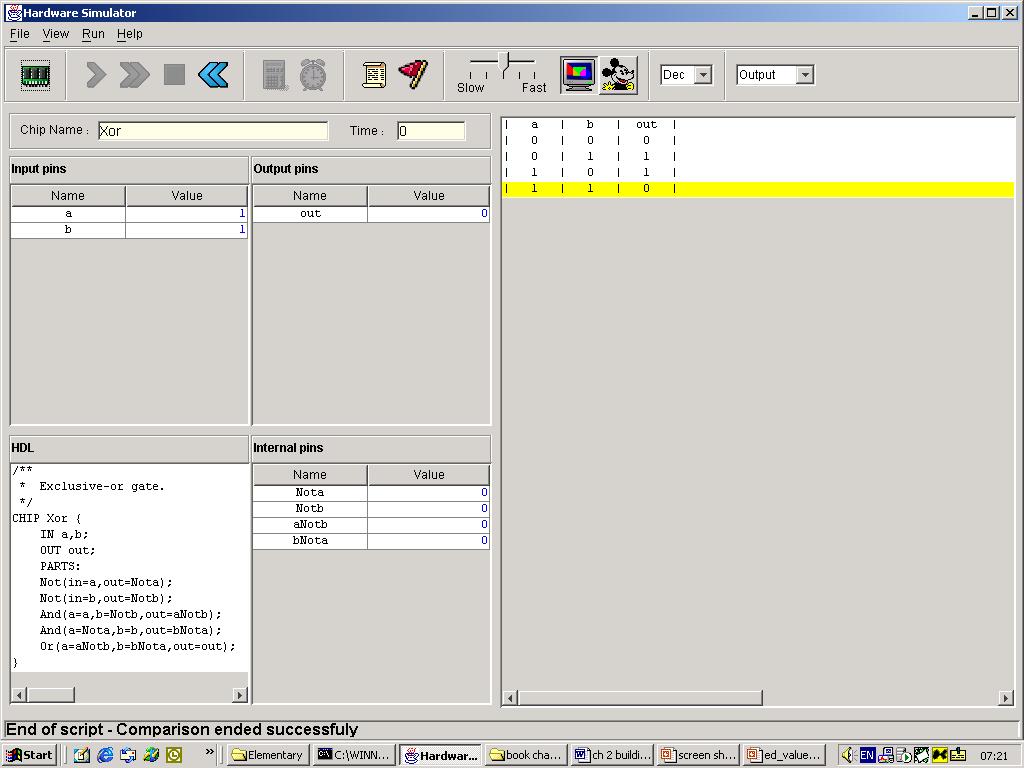 Hardware Simulator
File View Run Help
Slow Fast Dec Output
Chip Name : Xor Time : 0
Input pins
Name Value
a 1
b 1
Output pins
Name Value
out 0
HDL
/**
 * Exclusive-or gate.
 */
CHIP Xor {
    IN a,b;
    OUT out;
    PARTS:
    Not(in=a,out=Nota);
    Not(in=b,out=Notb);
    And(a=a,b=Notb,out=aNotb);
    And(a=Nota,b=b,out=bNota);
    Or(a=aNotb,b=bNota,out=out);
}
Internal pins
Name Value
Nota 0
Notb 0
aNotb 0
bNota 0
| a | b | out |
| 0 | 0 | 0 |
| 0 | 1 | 1 |
| 1 | 0 | 1 |
| 1 | 1 | 0 |
End of script - Comparison ended successfuly
Start » Elementary C:\WINN... Hardwar... book cha... ch 2 buildi... screen sh... ed_value... EN 07:21